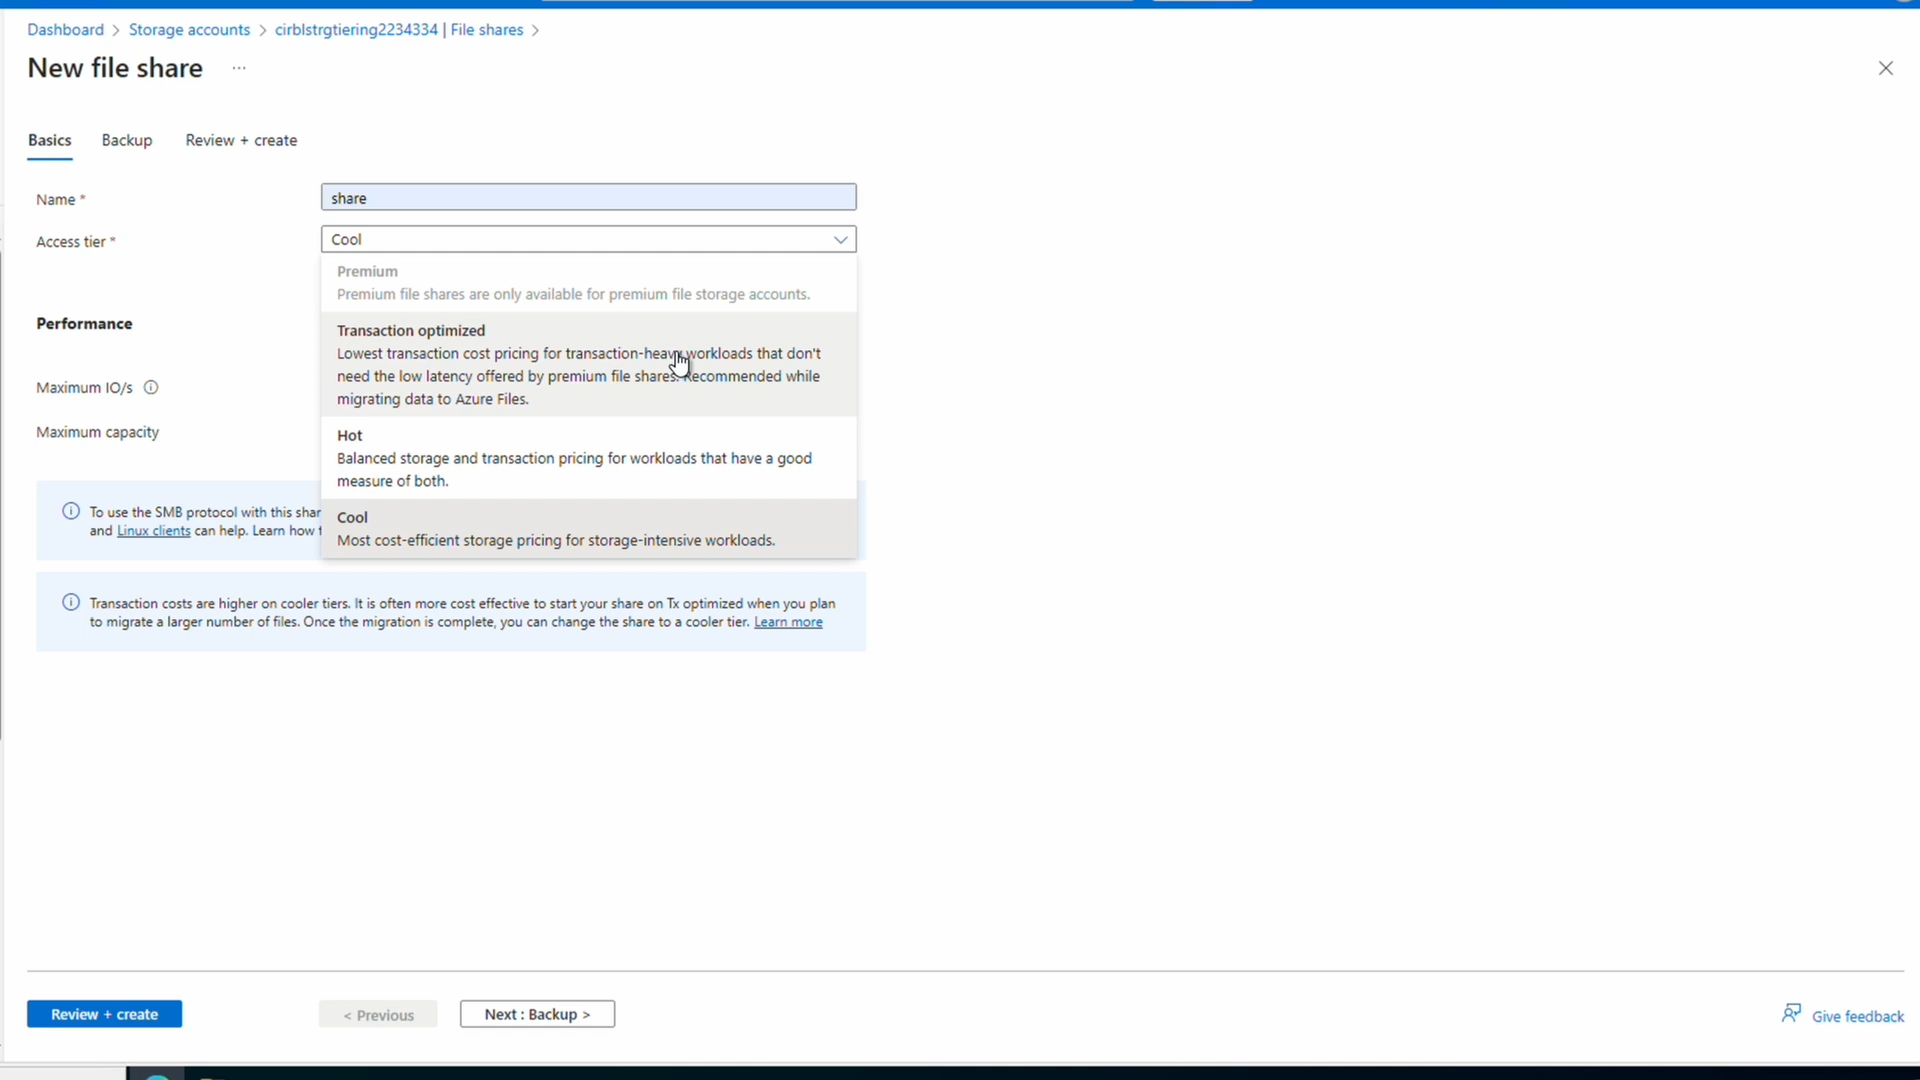 Dashboard > Storage accounts > cirblstrgtiering2234334 | File shares >
New file share ...
Basics Backup Review + create
Name * share
Access tier * Cool
Premium
Premium file shares are only available for premium file storage accounts.
Transaction optimized
Lowest transaction cost pricing for transaction-heavy workloads that don't
need the low latency offered by premium file shares. Recommended while
migrating data to Azure Files.
Hot
Balanced storage and transaction pricing for workloads that have a good
measure of both.
Cool
Most cost-efficient storage pricing for storage-intensive workloads.
Performance
Maximum IO/s
Maximum capacity
To use the SMB protocol with this shar
and Linux clients can help. Learn how t
Transaction costs are higher on cooler tiers. It is often more cost effective to start your share on Tx optimized when you plan
to migrate a larger number of files. Once the migration is complete, you can change the share to a cooler tier. Learn more
Review + create < Previous Next : Backup > Give feedback